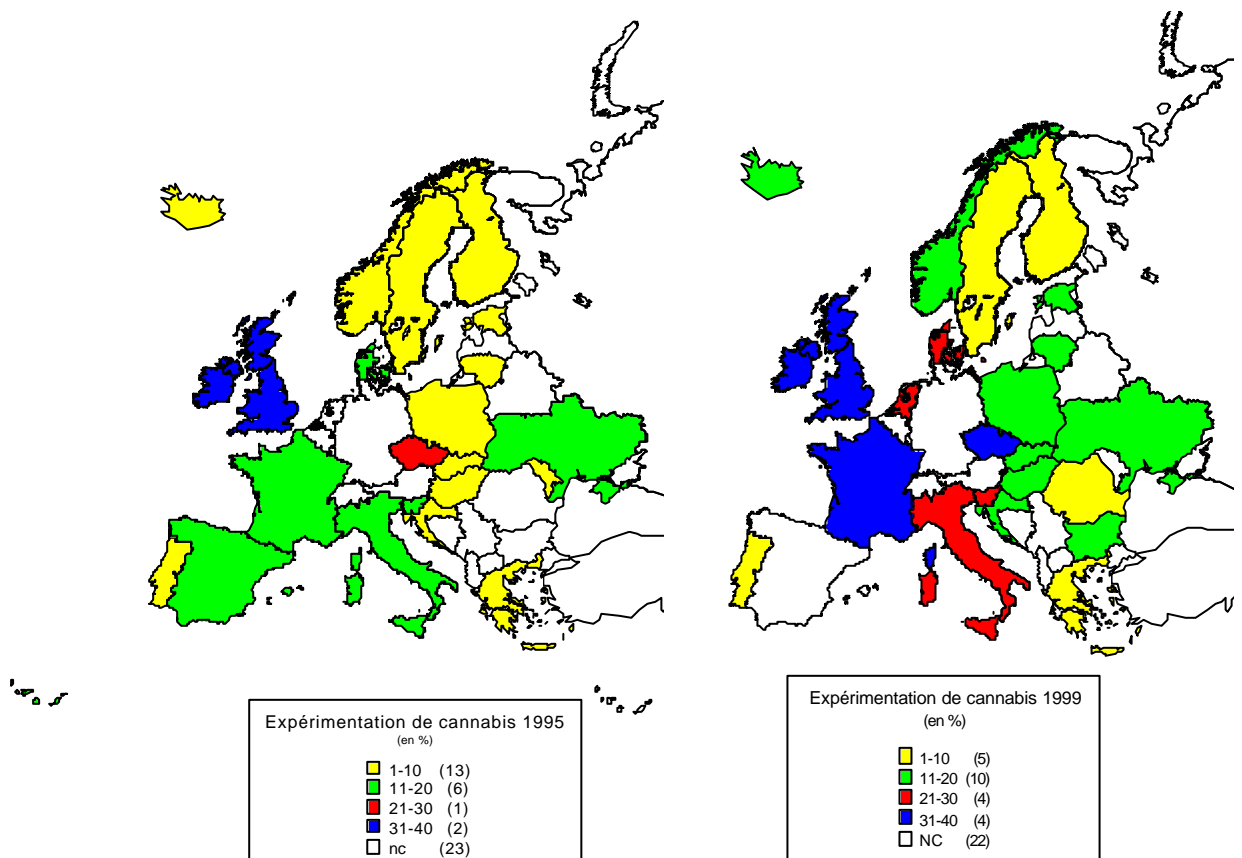 Expérimentation de cannabis 1995
(en %)
1-10 (13)
11-20 (6)
21-30 (1)
31-40 (2)
nc (23)
Expérimentation de cannabis 1999
(en %)
1-10 (5)
11-20 (10)
21-30 (4)
31-40 (4)
NC (22)